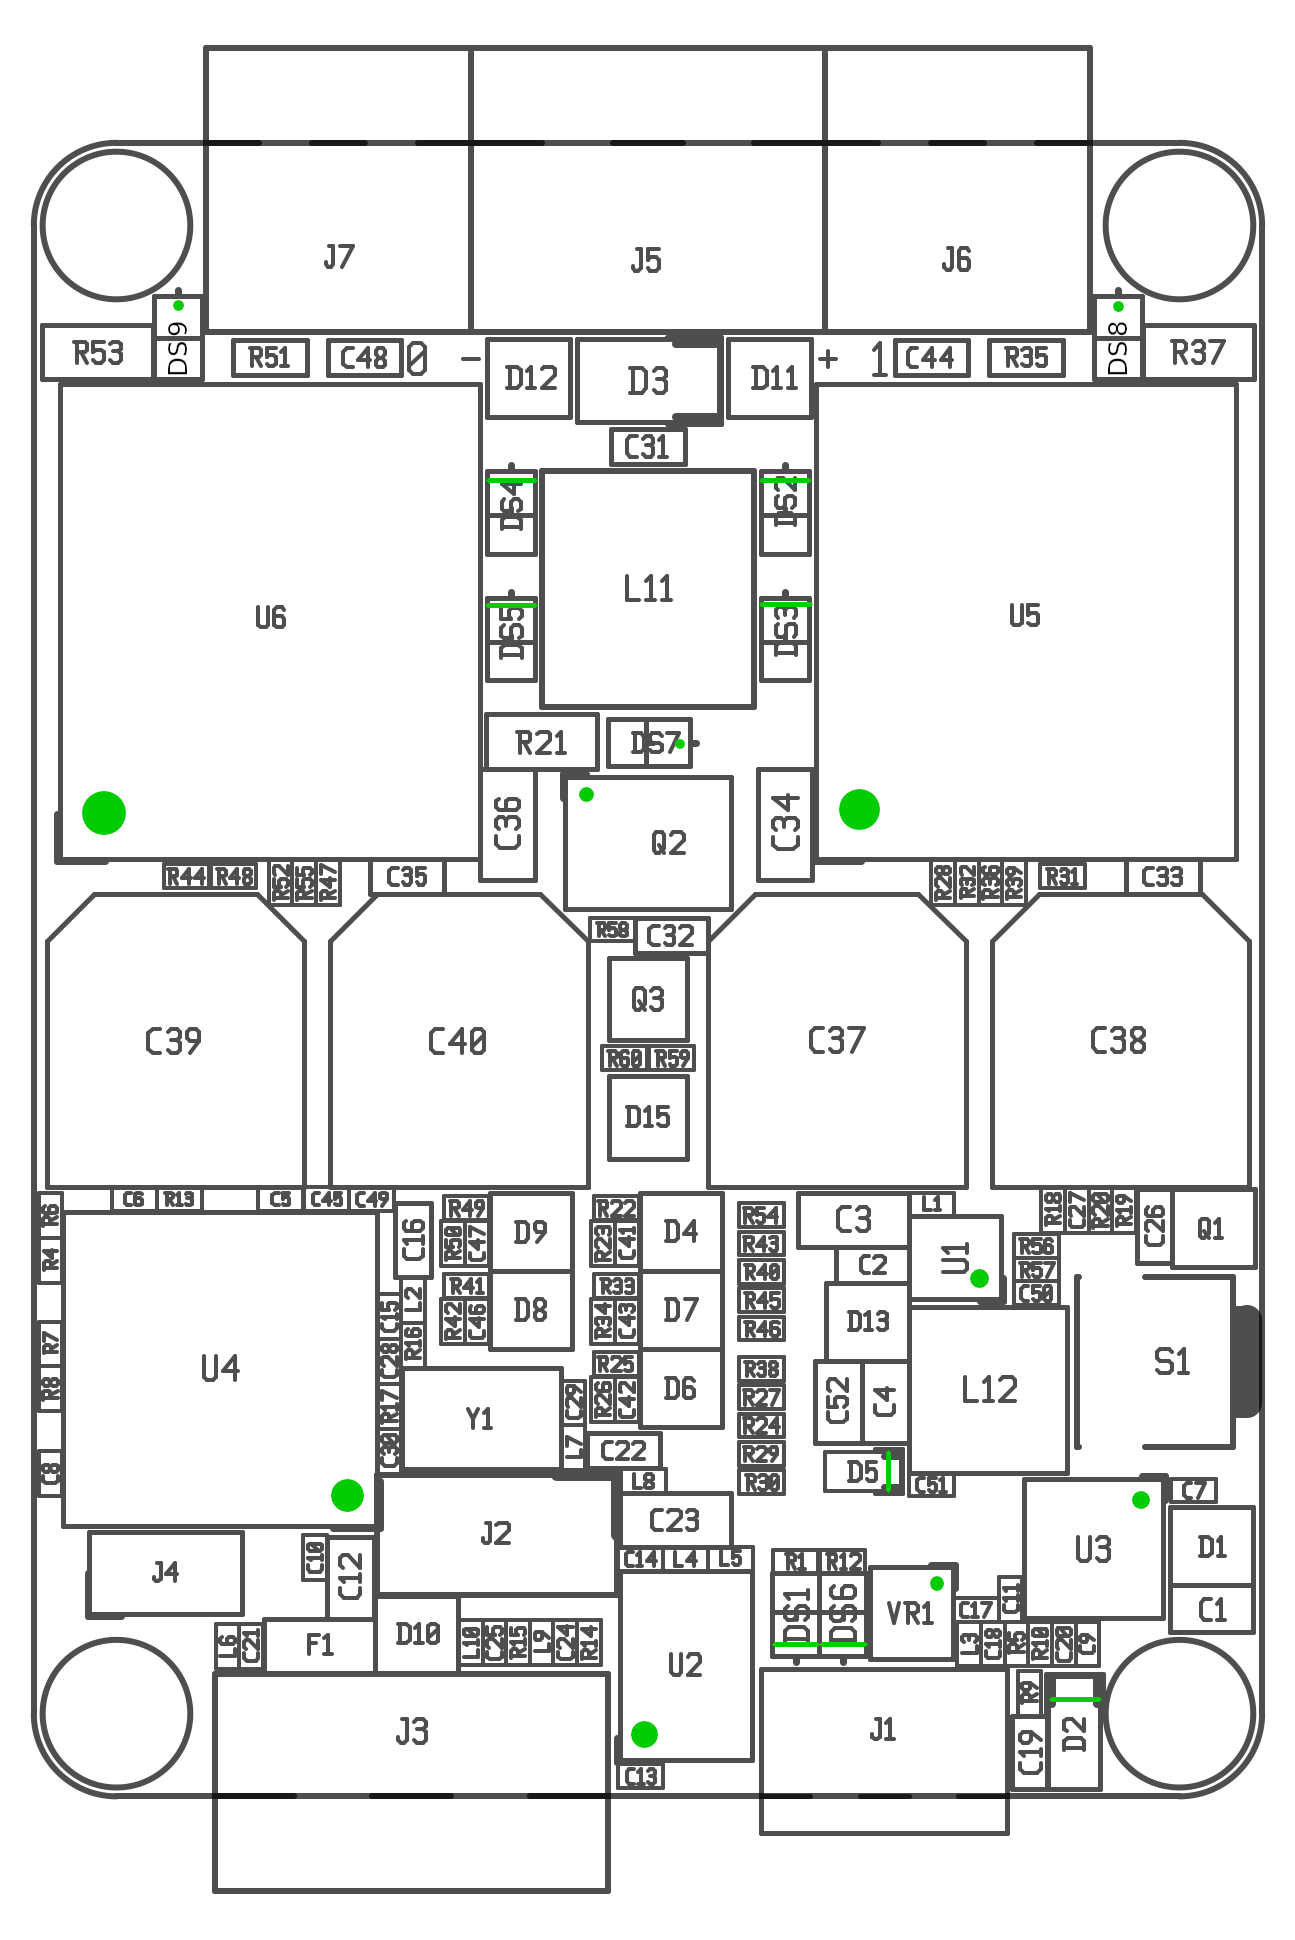 J7 J5 J6
R53 DS9 R51 C48 0 - D12 D3 D11 + 1 C44 R35 DS8 R37
C31
DS4 DS2
U6 DS5 L11 DS3 U5
R21 DS7
C36 Q2 C34
R44 R48 R52 R55 R47 C35 R28 R32 R36 R39 R31 C33
R58 C32
Q3
C39 C40 C37 C38
R60 R59
D15
C6 R13 C5 C45 C49
R6 R4 R7 R8 C8
U4
C16 L2 C15 R16 C28 R17 C30
R49 R50 C47 D9
R41 R42 C46 D8
Y1 C29 L7
R22 R23 C41 D4
R33 R34 C43 D7
R25 R26 C42 D6
C22
L8
C23
C14 L4 L5
R54
R43
R40
R45
R46
R38
R27
R24
R29
R30
C3 L1
C2 U1
D13
C52 C4 L12
D5 C51
R18 C27 R20 R19 C26 Q1
R56
R57
C50
S1
C7
U3 D1
C1
J2
J4 C10 C12
L6 C21 F1 D10 L10 C25 R15 L9 C24 R14
U2
C13
R1 R12
DS1 DS6 VR1
C17 C11
L3 C18 R5 R10 C20 C9
R9
C19 D2
J3 J1